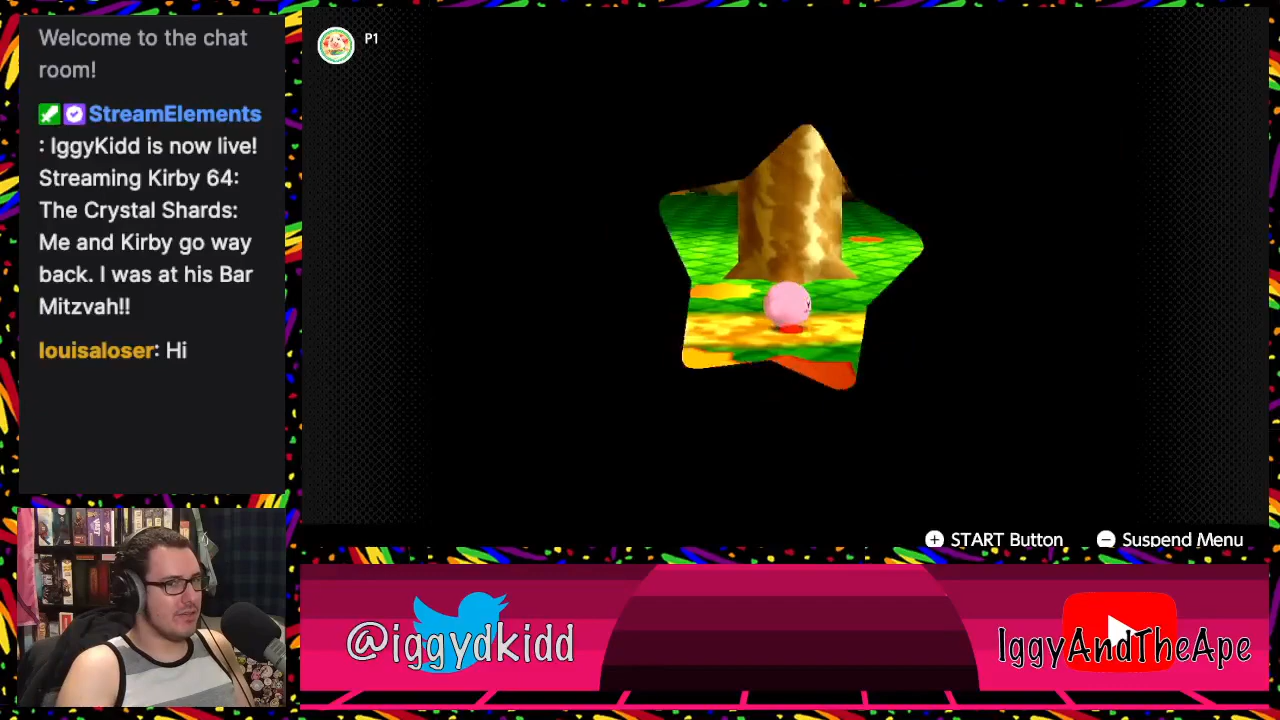 Welcome to the chat
room!
StreamElements
: IggyKidd is now live!
Streaming Kirby 64:
The Crystal Shards:
Me and Kirby go way
back. I was at his Bar
Mitzvah!!
louisaloser: Hi
P1
START Button
Suspend Menu
@iggydkidd
IggyAndTheApe